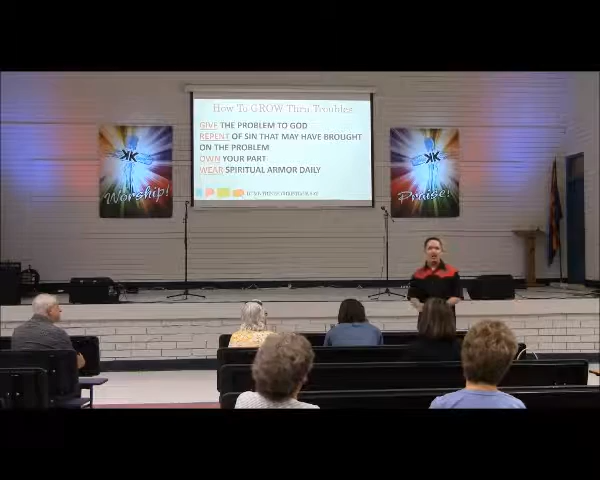 How To GROW Thru Troubles
GIVE THE PROBLEM TO GOD
REPENT OF SIN THAT MAY HAVE BROUGHT
ON THE PROBLEM
OWN YOUR PART
WEAR SPIRITUAL ARMOR DAILY
Worship!
Praise!